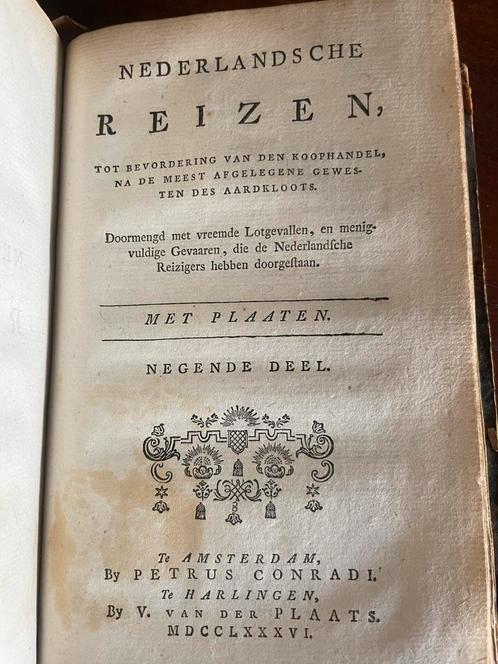 NEDERLANDSCHE
REIZEN,
TOT BEVORDERING VAN DEN KOOPHANDEL,
NA DE MEEST AFGELEGENE GEWES-
TEN DES AARDKLOOTS.
Doormengd met vreemde Lotgevallen, en menig-
vuldige Gevaaren, die de Nederlandſche
Reizigers hebben doorgeſtaan.
MET PLAATEN.
NEGENDE DEEL.
Te AMSTERDAM,
By PETRUS CONRADI.
Te HARLINGEN,
By V. VAN DER PLAATS.
MDCCLXXXVI.